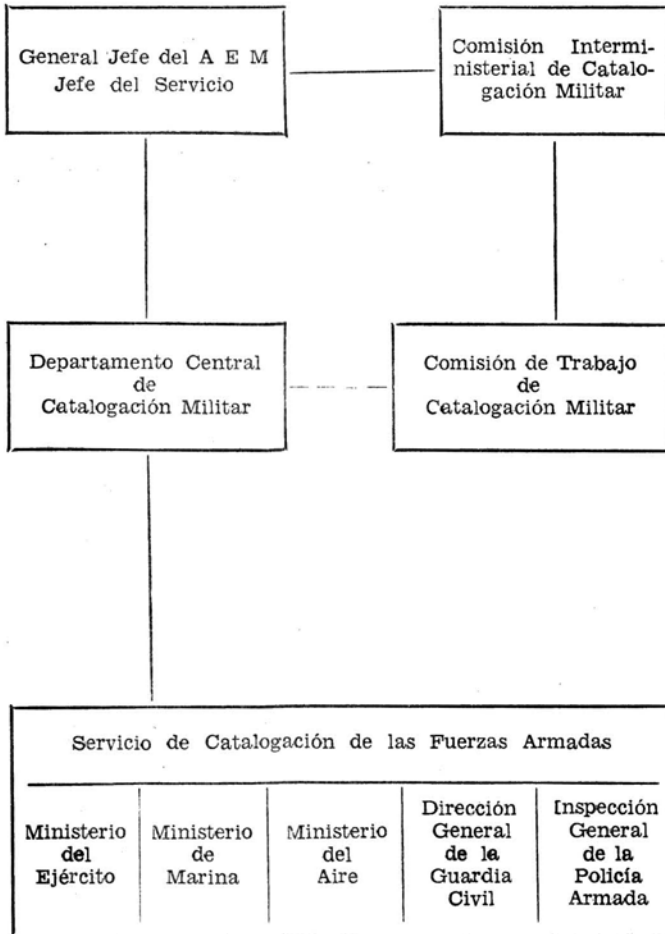 General Jefe del A E M
Jefe del Servicio
Comisión Intermi-
nisterial de Catalo-
gación Militar
Departamento Central
de
Catalogación Militar
Comisión de Trabajo
de
Catalogación Militar
Servicio de Catalogación de las Fuerzas Armadas
Ministerio
del
Ejército
Ministerio
de
Marina
Ministerio
del
Aire
Dirección
General
de la
Guardia
Civil
Inspección
General
de la
Policía
Armada